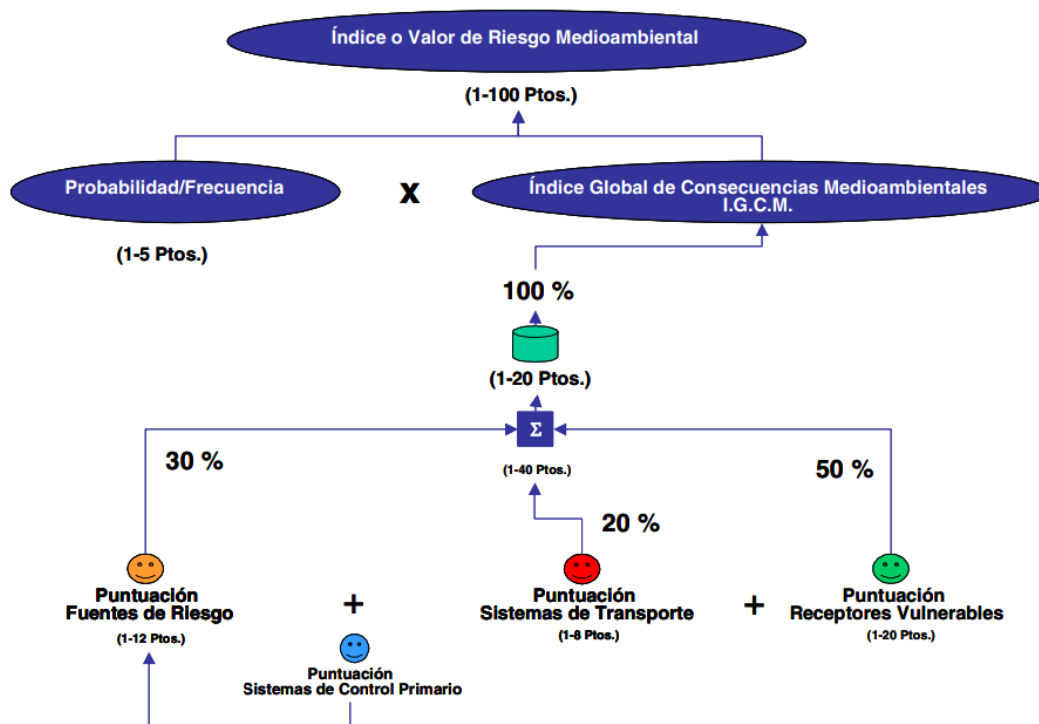 Índice o Valor de Riesgo Medioambiental
(1-100 Ptos.)
Probabilidad/Frecuencia
X
Índice Global de Consecuencias Medioambientales
I.G.C.M.
(1-5 Ptos.)
100 %
(1-20 Ptos.)
Σ
30 %
(1-40 Ptos.)
50 %
20 %
Puntuación
Fuentes de Riesgo
(1-12 Ptos.)
+
Puntuación
Sistemas de Control Primario
Puntuación
Sistemas de Transporte
(1-8 Ptos.)
+
Puntuación
Receptores Vulnerables
(1-20 Ptos.)